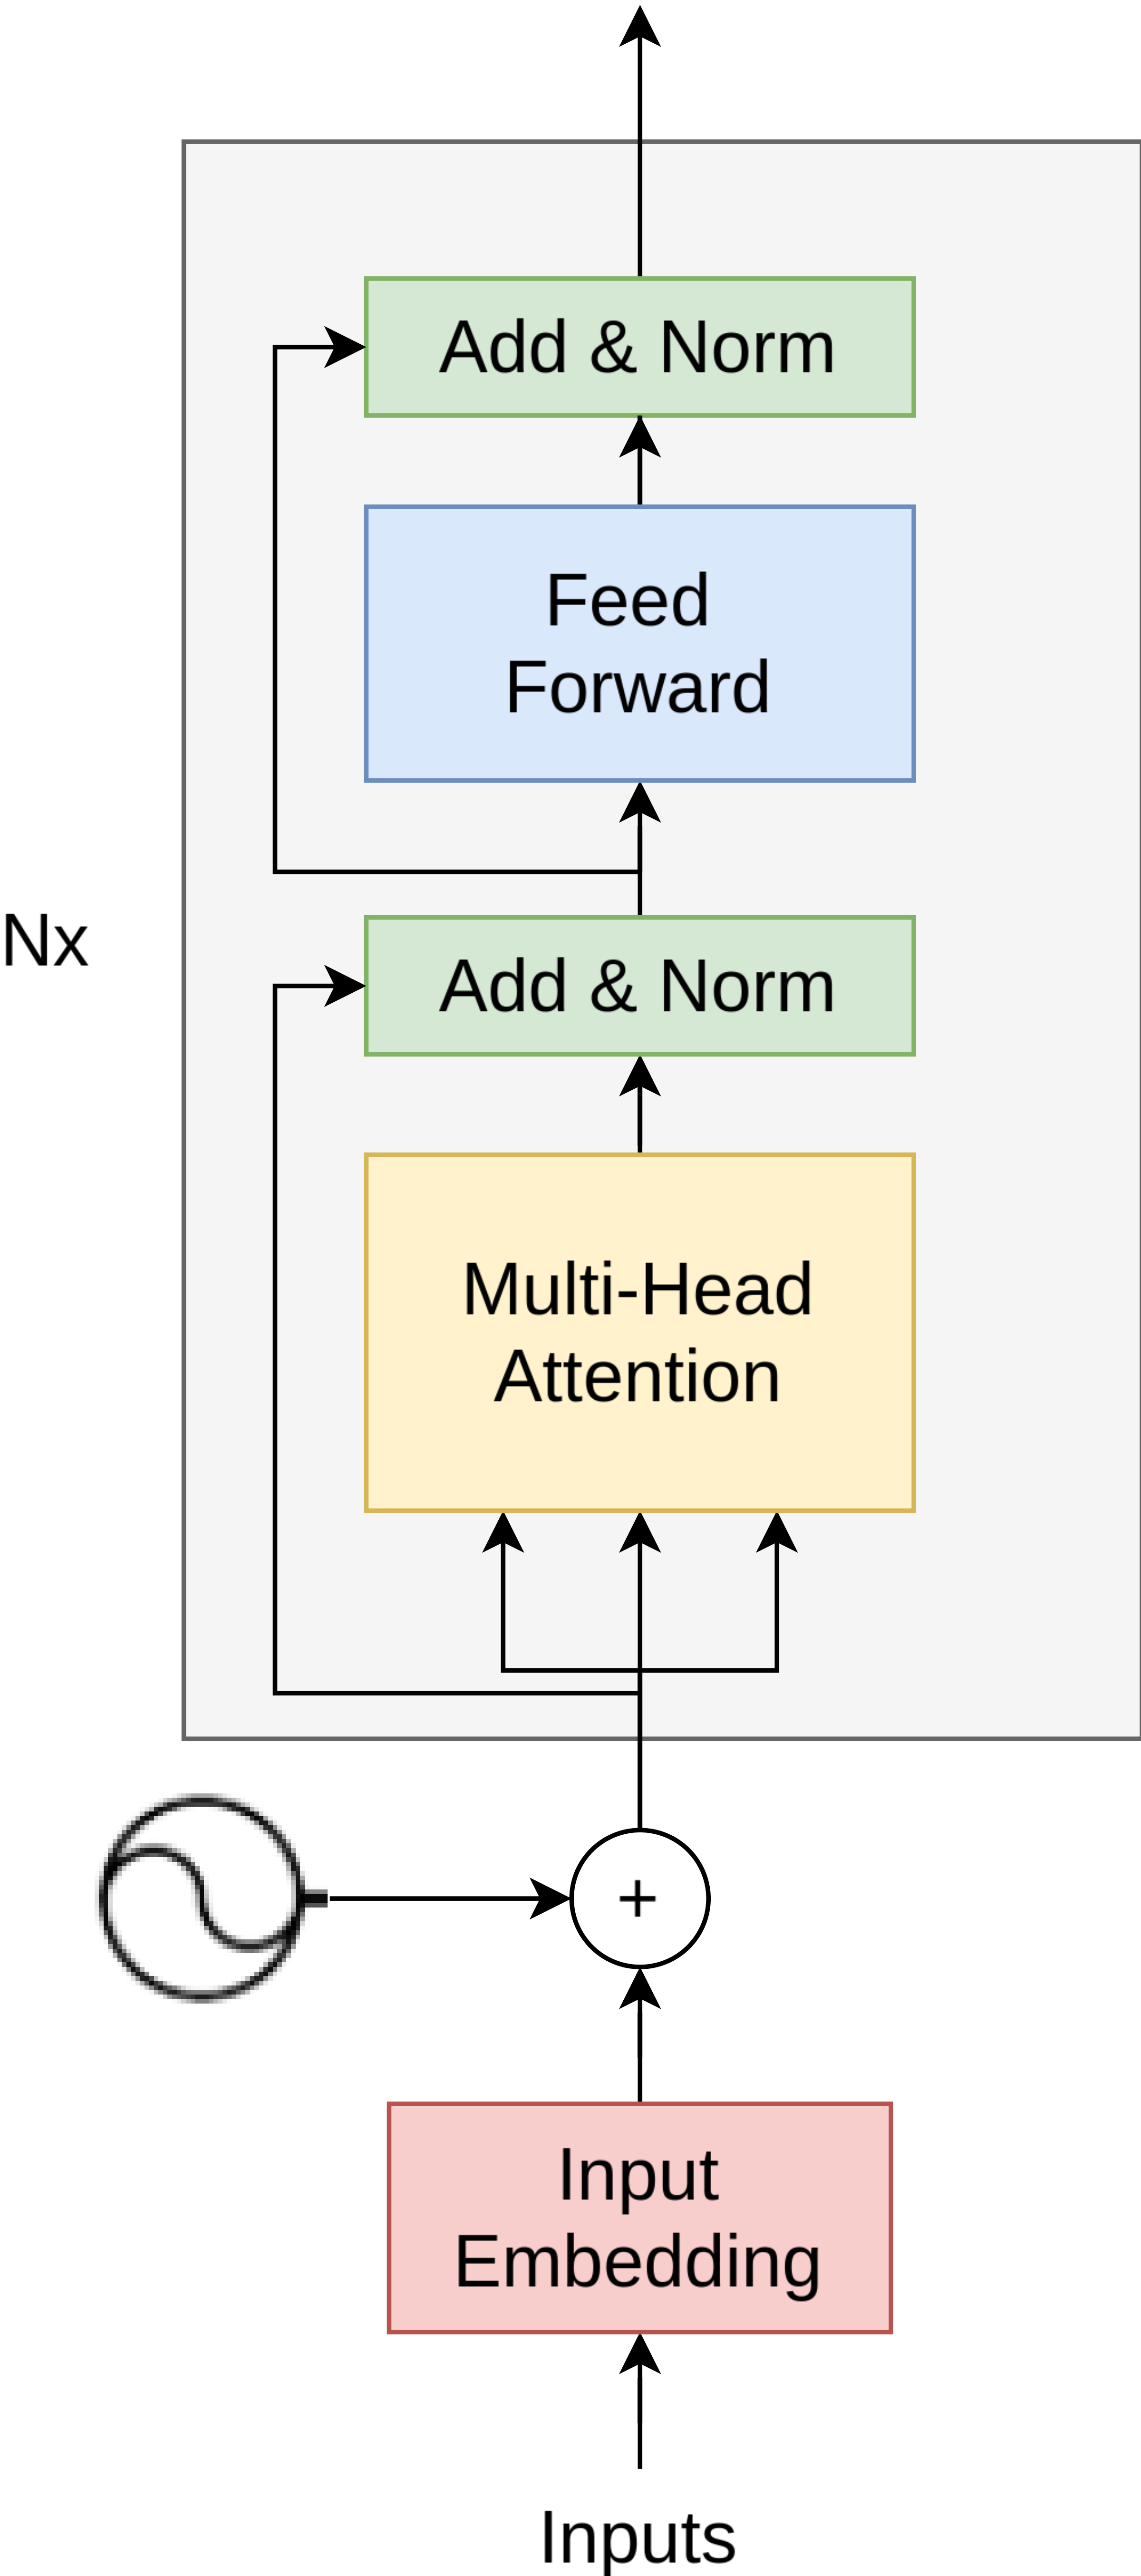 Add & Norm
Feed
Forward
Nx
Add & Norm
Multi-Head
Attention
+
Input
Embedding
Inputs